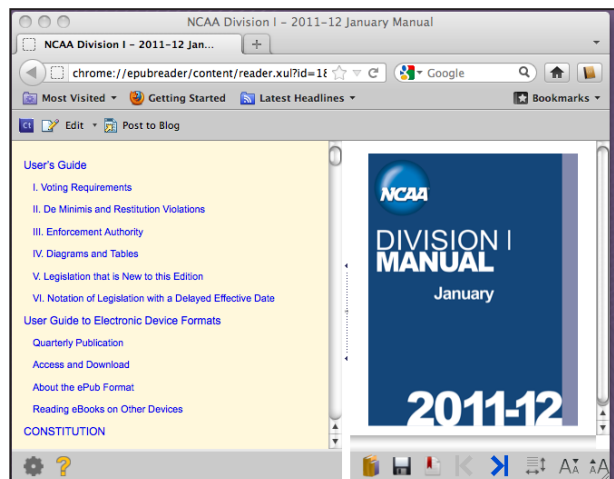 NCAA Division I – 2011–12 January Manual
NCAA Division I – 2011–12 Jan...
chrome://epubreader/content/reader.xul?id=18
Google
Most Visited
Getting Started
Latest Headlines
Bookmarks
Ct
Edit
Post to Blog
User's Guide
I. Voting Requirements
II. De Minimis and Restitution Violations
III. Enforcement Authority
IV. Diagrams and Tables
V. Legislation that is New to this Edition
VI. Notation of Legislation with a Delayed Effective Date
User Guide to Electronic Device Formats
Quarterly Publication
Access and Download
About the ePub Format
Reading eBooks on Other Devices
CONSTITUTION
NCAA
DIVISION I
MANUAL
January
2011-12